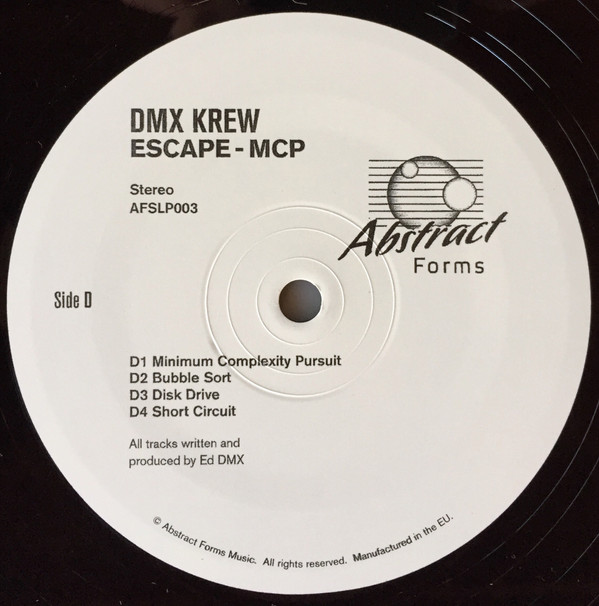 DMX KREW
ESCAPE - MCP
Stereo
AFSLP003
Abstract
Forms
Side D
D1 Minimum Complexity Pursuit
D2 Bubble Sort
D3 Disk Drive
D4 Short Circuit
All tracks written and
produced by Ed DMX
© Abstract Forms Music. All rights reserved. Manufactured in the EU.